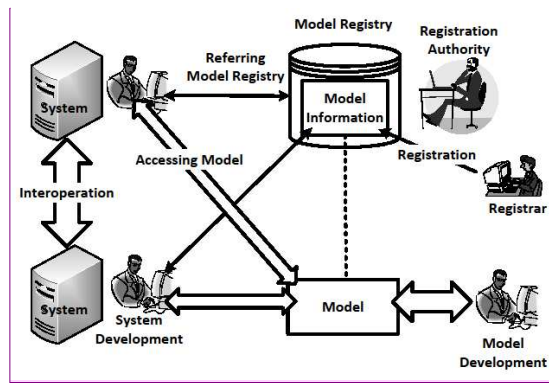 Model Registry
Registration
Authority
Referring
Model Registry
System
Model
Information
Accessing Model
Registration
Interoperation
Registrar
System
System
Development
Model
Model
Development